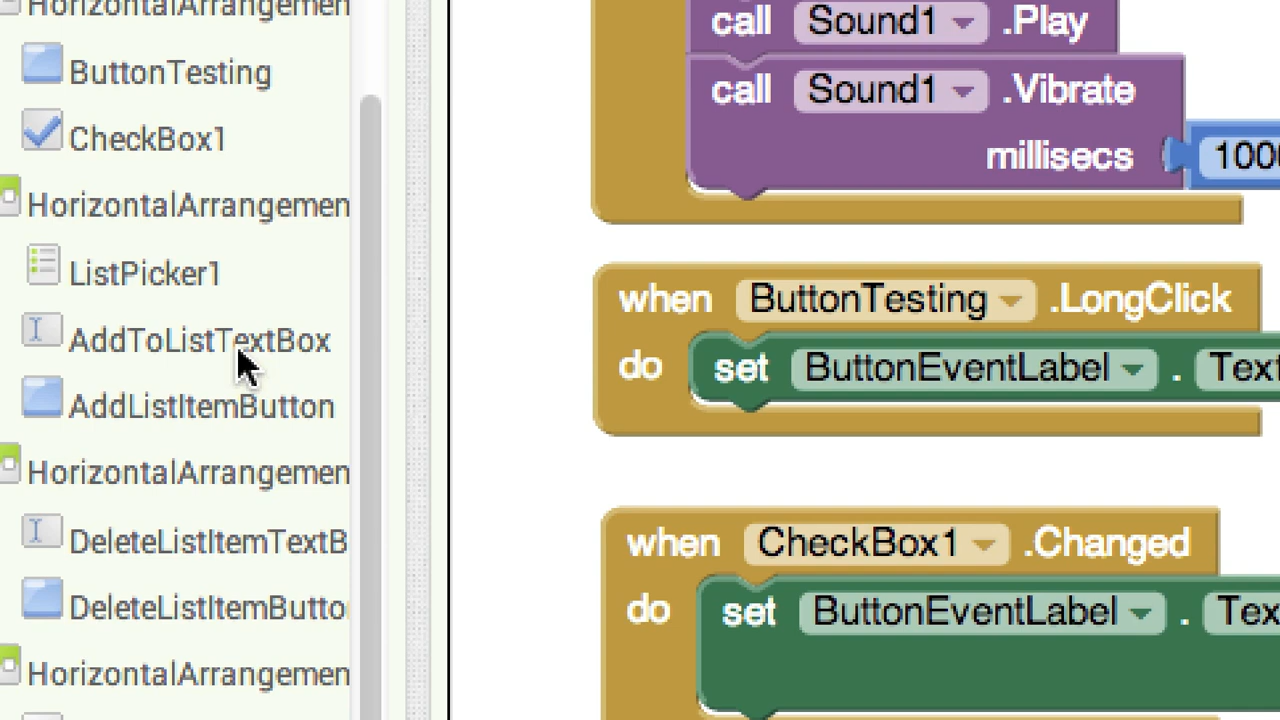 HorizontalArrangemen
ButtonTesting
CheckBox1
HorizontalArrangemen
ListPicker1
AddToListTextBox
AddListItemButton
HorizontalArrangemen
DeleteListItemTextB
DeleteListItemButto
HorizontalArrangemen
call Sound1 .Play
call Sound1 .Vibrate
millisecs 1000
when ButtonTesting .LongClick
do set ButtonEventLabel . Text
when CheckBox1 .Changed
do set ButtonEventLabel . Tex